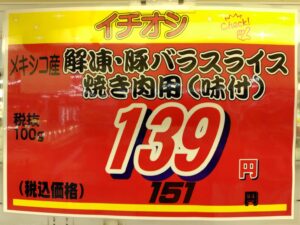 イチオシ
Check!
メキシコ産 解凍・豚バラスライス
焼き肉用(味付)
税抜
100g 139 円
(税込価格) 151 円